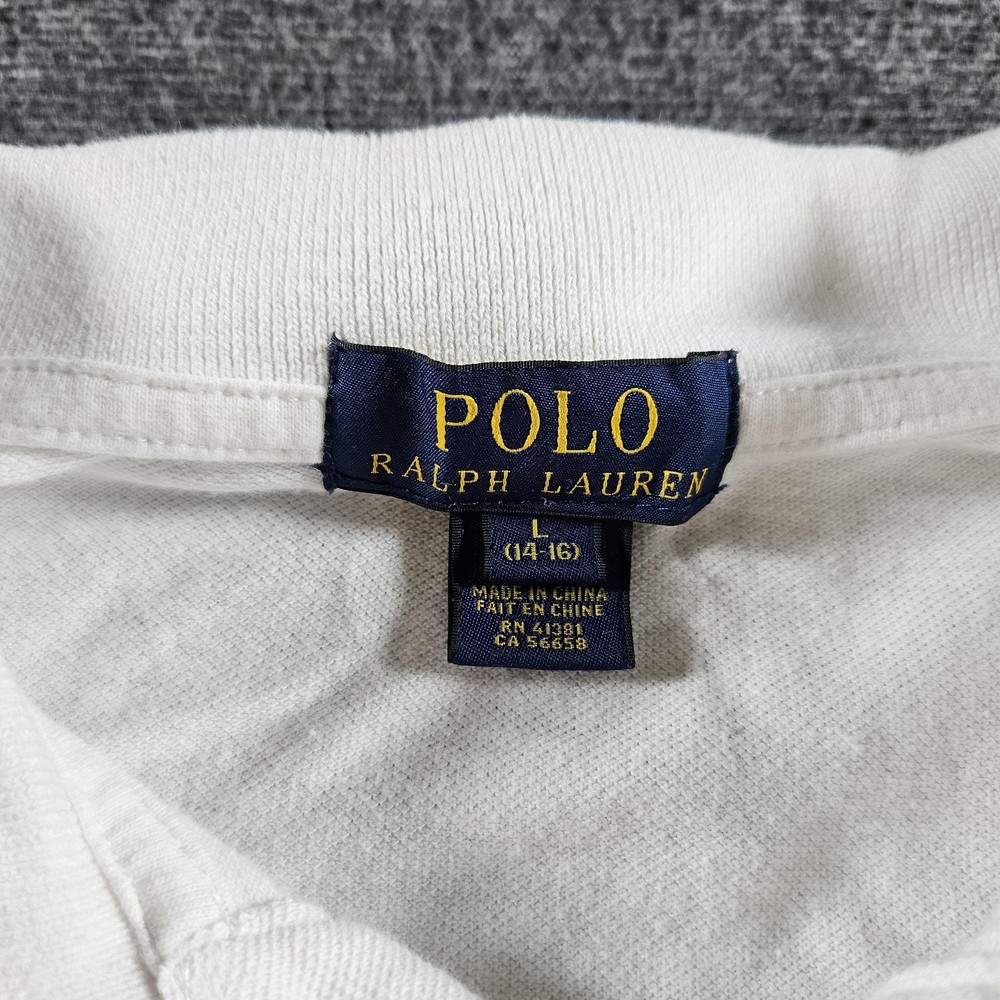 POLO
RALPH LAUREN
L
(14-16)
MADE IN CHINA
FAIT EN CHINE
RN 41381
CA 56658